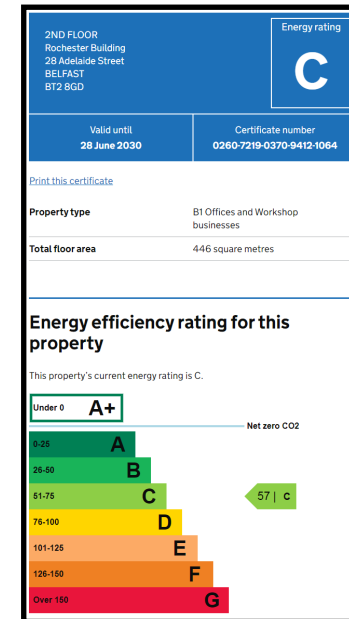 2ND FLOOR
Rochester Building
28 Adelaide Street
BELFAST
BT2 8GD
Energy rating
C
Valid until
28 June 2030
Certificate number
0260-7219-0370-9412-1064
Print this certificate
Property type
B1 Offices and Workshop
businesses
Total floor area
446 square metres
Energy efficiency rating for this
property
This property's current energy rating is C.
Under 0 A+
Net zero CO2
0-25 A
26-50 B
51-75 C
57 | C
76-100 D
101-125 E
126-150 F
Over 150 G